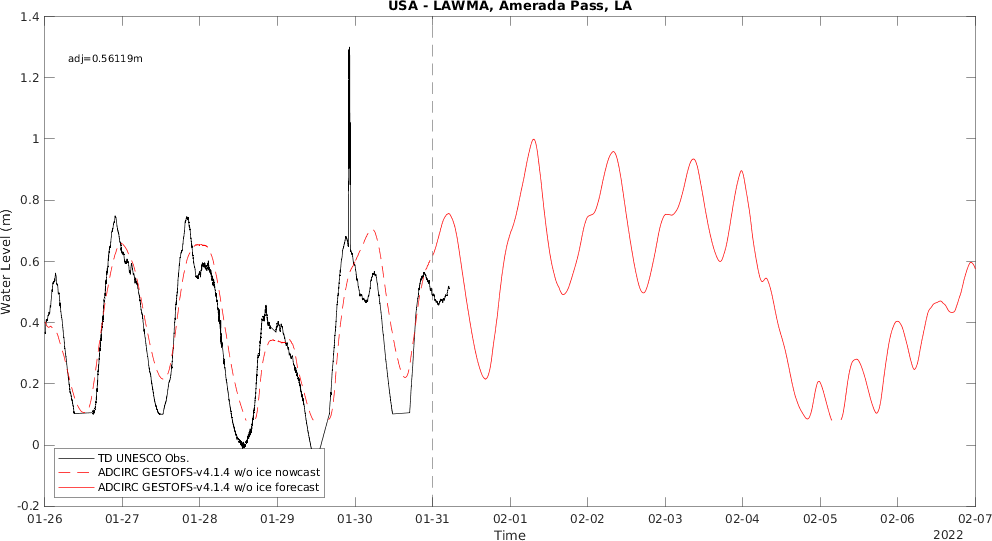 USA - LAWMA, Amerada Pass, LA
1.4
adj=0.56119m
1.2
1
0.8
0.6
0.4
0.2
0
-0.2
Water Level (m)
TD UNESCO Obs.
ADCIRC GESTOFS-v4.1.4 w/o ice nowcast
ADCIRC GESTOFS-v4.1.4 w/o ice forecast
01-26 01-27 01-28 01-29 01-30 01-31 02-01 02-02 02-03 02-04 02-05 02-06 02-07
Time
2022